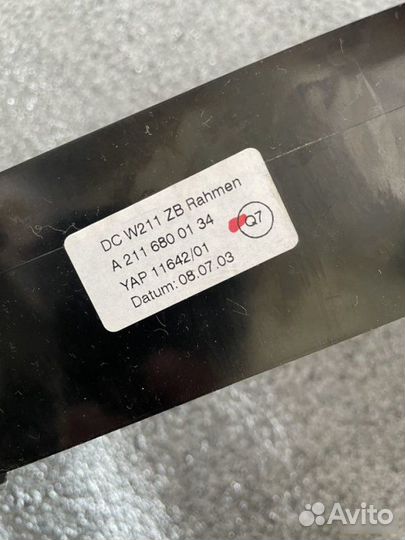 DC W211 ZB Rahmen
A 211 680 01 34
Q7
YAP 11642/01
Datum: 08.07.03
Avito